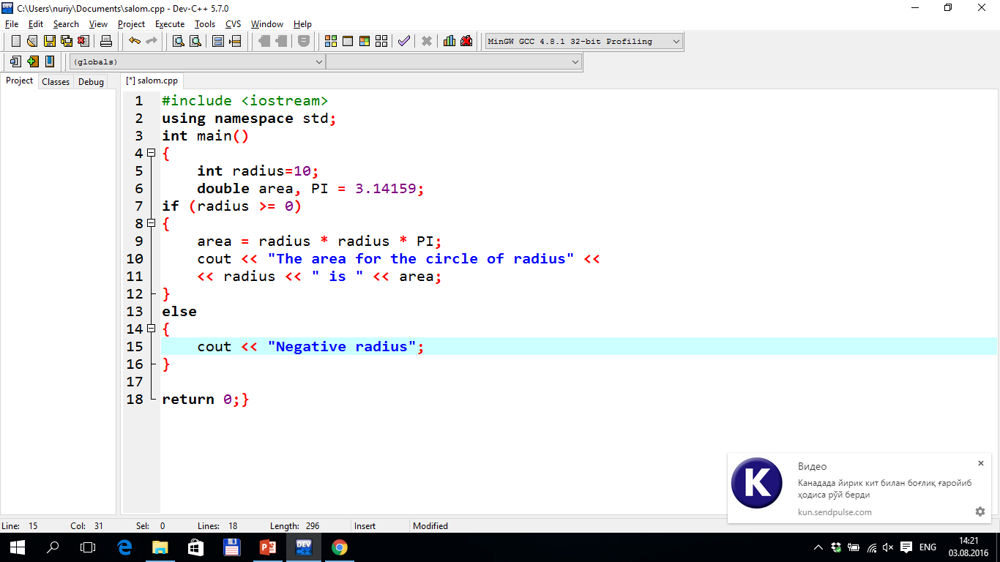 C:\Users\nuriy\Documents\salom.cpp - Dev-C++ 5.7.0
File Edit Search View Project Execute Tools CVS Window Help
MinGW GCC 4.8.1 32-bit Profiling
(globals)
Project Classes Debug [*] salom.cpp
1 #include <iostream>
2 using namespace std;
3 int main()
4 {
5 int radius=10;
6 double area, PI = 3.14159;
7 if (radius >= 0)
8 {
9 area = radius * radius * PI;
10 cout << "The area for the circle of radius" <<
11 << radius << " is " << area;
12 }
13 else
14 {
15 cout << "Negative radius";
16 }
17
18 return 0;}
K
Видео
Канадада йирик кит билан боғлиқ ғаройиб
ҳодиса рўй берди
kun.sendpulse.com
Line: 15 Col: 31 Sel: 0 Lines: 18 Length: 296 Insert Modified
DEV
ENG
14:21
03.08.2016